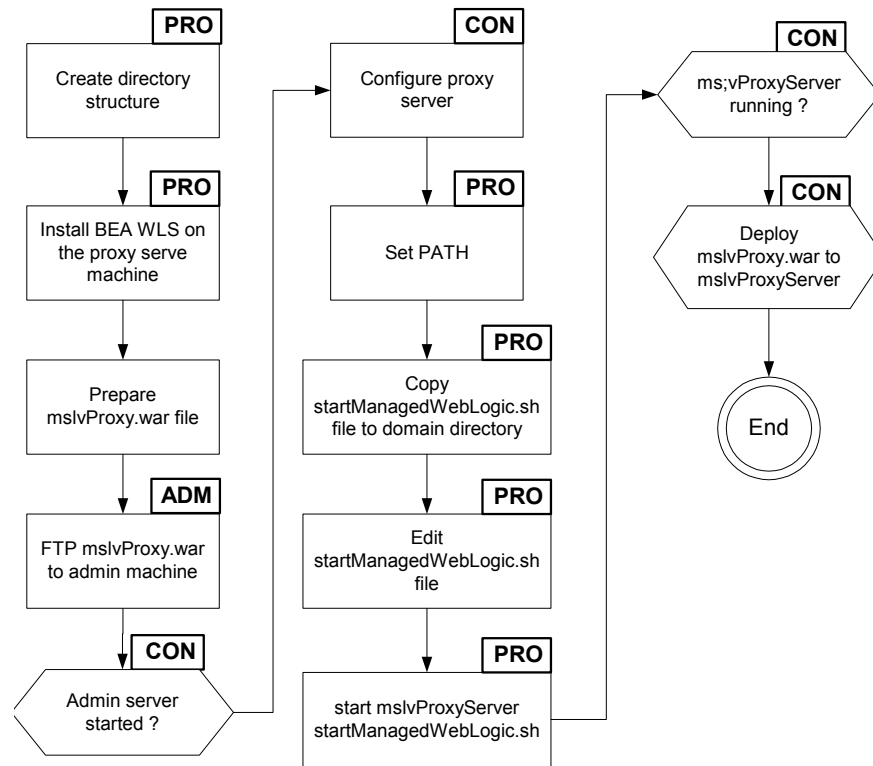 PRO
Create directory
structure
PRO
Install BEA WLS on
the proxy serve
machine
Prepare
mslvProxy.war file
ADM
FTP mslvProxy.war
to admin machine
CON
Admin server
started ?
CON
Configure proxy
server
PRO
Set PATH
PRO
Copy
startManagedWebLogic.sh
file to domain directory
PRO
Edit
startManagedWebLogic.sh
file
PRO
start mslvProxyServer
startManagedWebLogic.sh
CON
ms;vProxyServer
running ?
CON
Deploy
mslvProxy.war to
mslvProxyServer
End